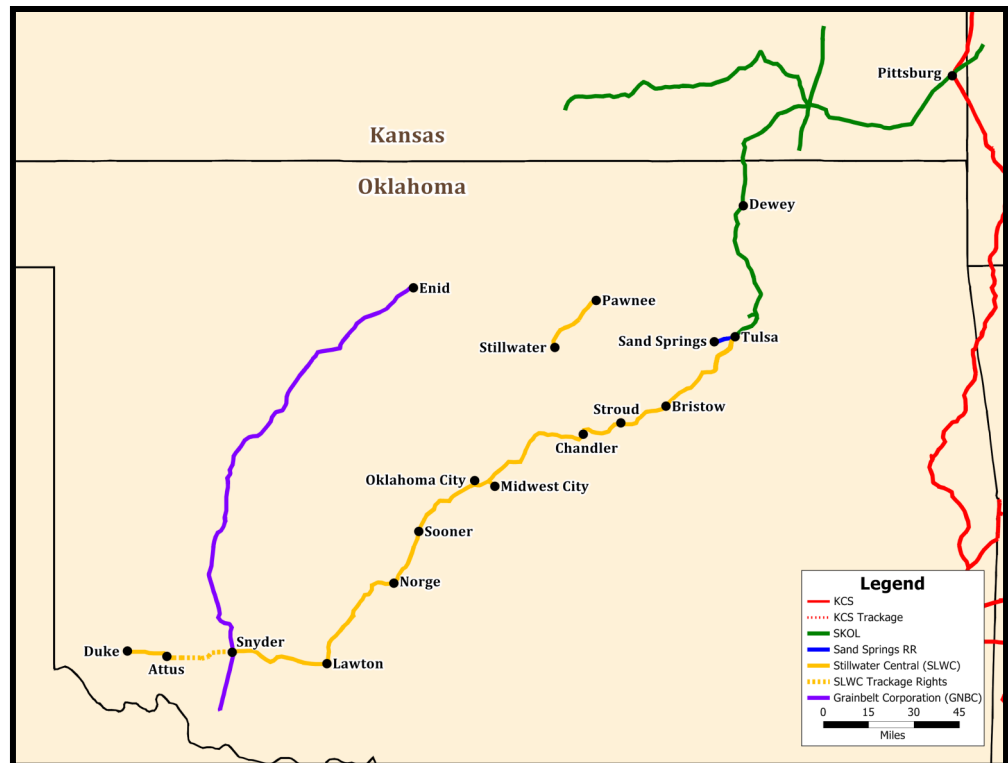 Pittsburg
Kansas
Oklahoma
Dewey
Enid
Pawnee
Stillwater
Sand Springs
Tulsa
Bristow
Stroud
Chandler
Oklahoma City
Midwest City
Sooner
Norge
Snyder
Duke
Attus
Lawton
Legend
KCS
KCS Trackage
SKOL
Sand Springs RR
Stillwater Central (SLWC)
SLWC Trackage Rights
Grainbelt Corporation (GNBC)
0 15 30 45
Miles